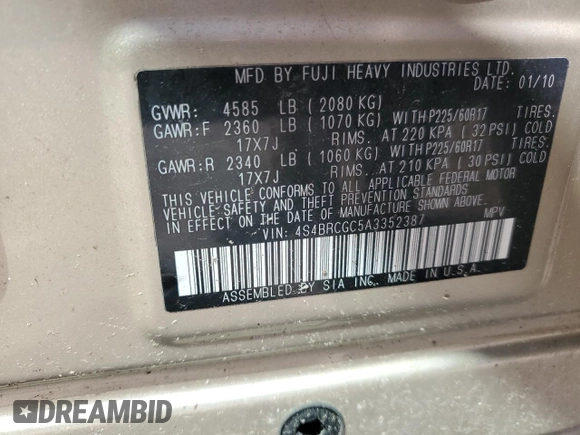 MFD BY FUJI HEAVY INDUSTRIES LTD.
DATE: 01/10
GVWR: 4585 LB ( 2080 KG)
GAWR:F 2360 LB ( 1070 KG) WITH P225/60R17 TIRES.
17X7J RIMS. AT 220 KPA ( 32 PSI) COLD
GAWR:R 2340 LB ( 1060 KG) WITH P225/60R17 TIRES.
17X7J RIMS. AT 210 KPA ( 30 PSI) COLD
THIS VEHICLE CONFORMS TO ALL APPLICABLE FEDERAL MOTOR
VEHICLE SAFETY AND THEFT PREVENTION STANDARDS
IN EFFECT ON THE DATE OF MANUFACTURE SHOWN ABOVE.
VIN: 4S4BRCGC5A3352387 MPV
ASSEMBLED BY SIA INC. MADE IN U.S.A.
DREAMBID